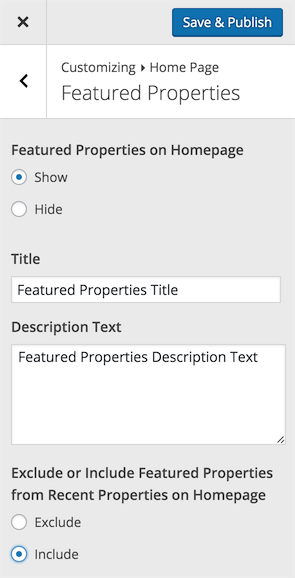 × Save & Publish
Customizing ▸ Home Page
Featured Properties
Featured Properties on Homepage
Show
Hide
Title
Featured Properties Title
Description Text
Featured Properties Description Text
Exclude or Include Featured Properties
from Recent Properties on Homepage
Exclude
Include